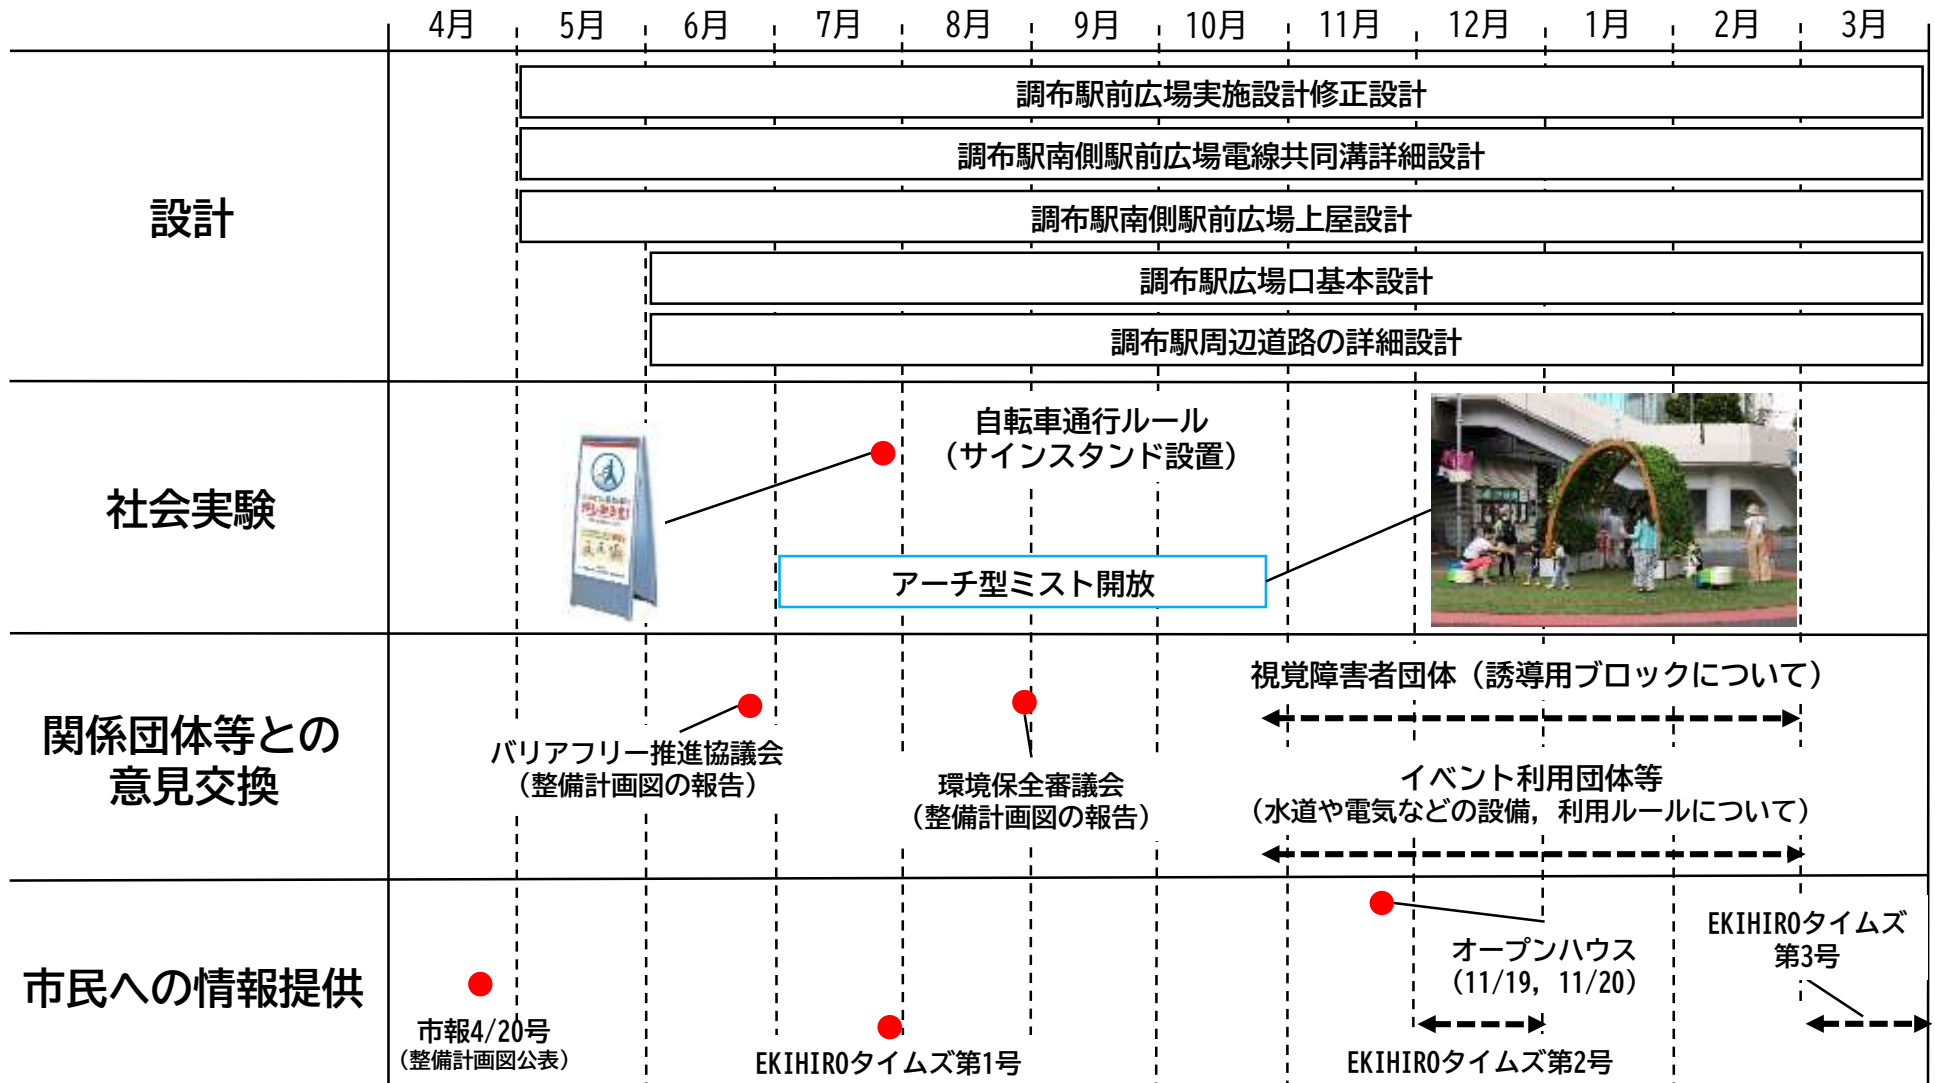 4月 5月 6月 7月 8月 9月 10月 11月 12月 1月 2月 3月
設計
調布駅前広場実施設計修正設計
調布駅南側駅前広場電線共同溝詳細設計
調布駅南側駅前広場上屋設計
調布駅広場口基本設計
調布駅周辺道路の詳細設計
社会実験
自転車通行ルール
(サインスタンド設置)
アーチ型ミスト開放
関係団体等との
意見交換
バリアフリー推進協議会
(整備計画図の報告)
環境保全審議会
(整備計画図の報告)
視覚障害者団体(誘導用ブロックについて)
イベント利用団体等
(水道や電気などの設備,利用ルールについて)
市民への情報提供
市報4/20号
(整備計画図公表)
EKIHIROタイムズ第1号
オープンハウス
(11/19, 11/20)
EKIHIROタイムズ第2号
EKIHIROタイムズ
第3号